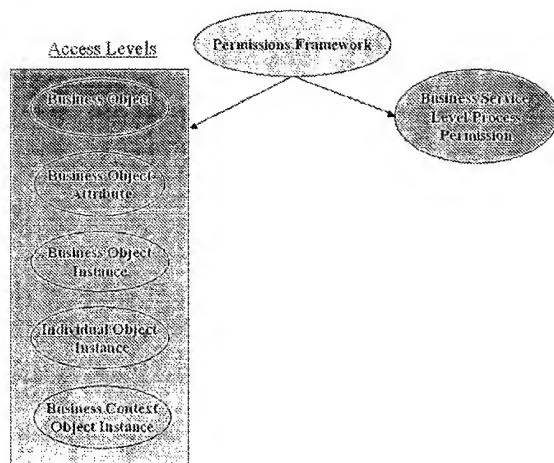 Access Levels
Permissions Framework
Business Object
Business Object
Attribute
Business Object
Instance
Individual Object
Instance
Business Context
Object Instance
Business Service
Level Process
Permission